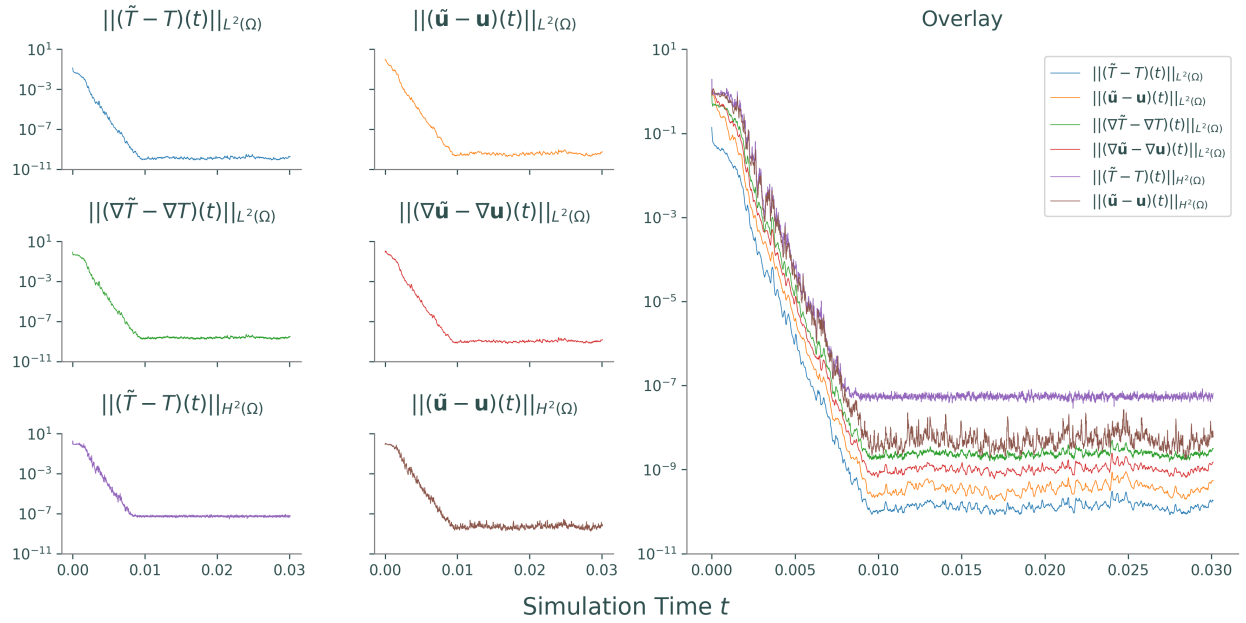 ||(T̃ − T)(t)||_{L²(Ω)}
||(ũ − u)(t)||_{L²(Ω)}
Overlay
10¹
10⁻³
10⁻⁷
10⁻¹¹
||(∇T̃ − ∇T)(t)||_{L²(Ω)}
||(∇ũ − ∇u)(t)||_{L²(Ω)}
10¹
10⁻³
10⁻⁷
10⁻¹¹
||(T̃ − T)(t)||_{H²(Ω)}
||(ũ − u)(t)||_{H²(Ω)}
10¹
10⁻³
10⁻⁷
10⁻¹¹
0.00 0.01 0.02 0.03
0.00 0.01 0.02 0.03
10¹
10⁻¹
10⁻³
10⁻⁵
10⁻⁷
10⁻⁹
10⁻¹¹
||(T̃ − T)(t)||_{L²(Ω)}
||(ũ − u)(t)||_{L²(Ω)}
||(∇T̃ − ∇T)(t)||_{L²(Ω)}
||(∇ũ − ∇u)(t)||_{L²(Ω)}
||(T̃ − T)(t)||_{H²(Ω)}
||(ũ − u)(t)||_{H²(Ω)}
0.000 0.005 0.010 0.015 0.020 0.025 0.030
Simulation Time t